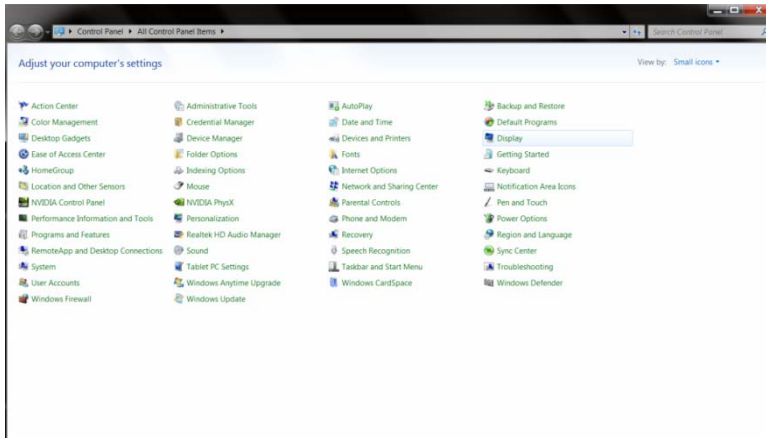 Control Panel ▸ All Control Panel Items ▸ Search Control Panel
Adjust your computer's settings View by: Small icons
Action Center Administrative Tools AutoPlay Backup and Restore
Color Management Credential Manager Date and Time Default Programs
Desktop Gadgets Device Manager Devices and Printers Display
Ease of Access Center Folder Options Fonts Getting Started
HomeGroup Indexing Options Internet Options Keyboard
Location and Other Sensors Mouse Network and Sharing Center Notification Area Icons
NVIDIA Control Panel NVIDIA PhysX Parental Controls Pen and Touch
Performance Information and Tools Personalization Phone and Modem Power Options
Programs and Features Realtek HD Audio Manager Recovery Region and Language
RemoteApp and Desktop Connections Sound Speech Recognition Sync Center
System Tablet PC Settings Taskbar and Start Menu Troubleshooting
User Accounts Windows Anytime Upgrade Windows CardSpace Windows Defender
Windows Firewall Windows Update